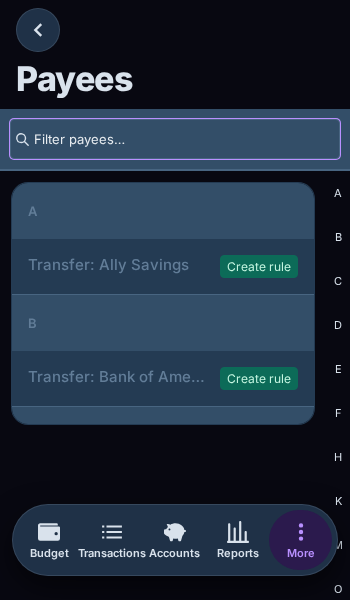 Payees
Filter payees...
A
Transfer: Ally Savings
Create rule
B
Transfer: Bank of Ame...
Create rule
A
B
C
D
E
F
H
K
M
O
Budget
Transactions
Accounts
Reports
More